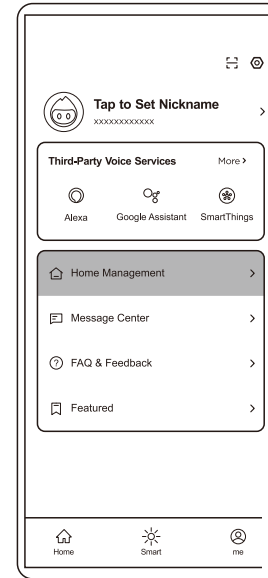 Tap to Set Nickname
xxxxxxxxxxxx
Third-Party Voice Services More >
Alexa Google Assistant SmartThings
Home Management
Message Center
FAQ & Feedback
Featured
Home Smart me